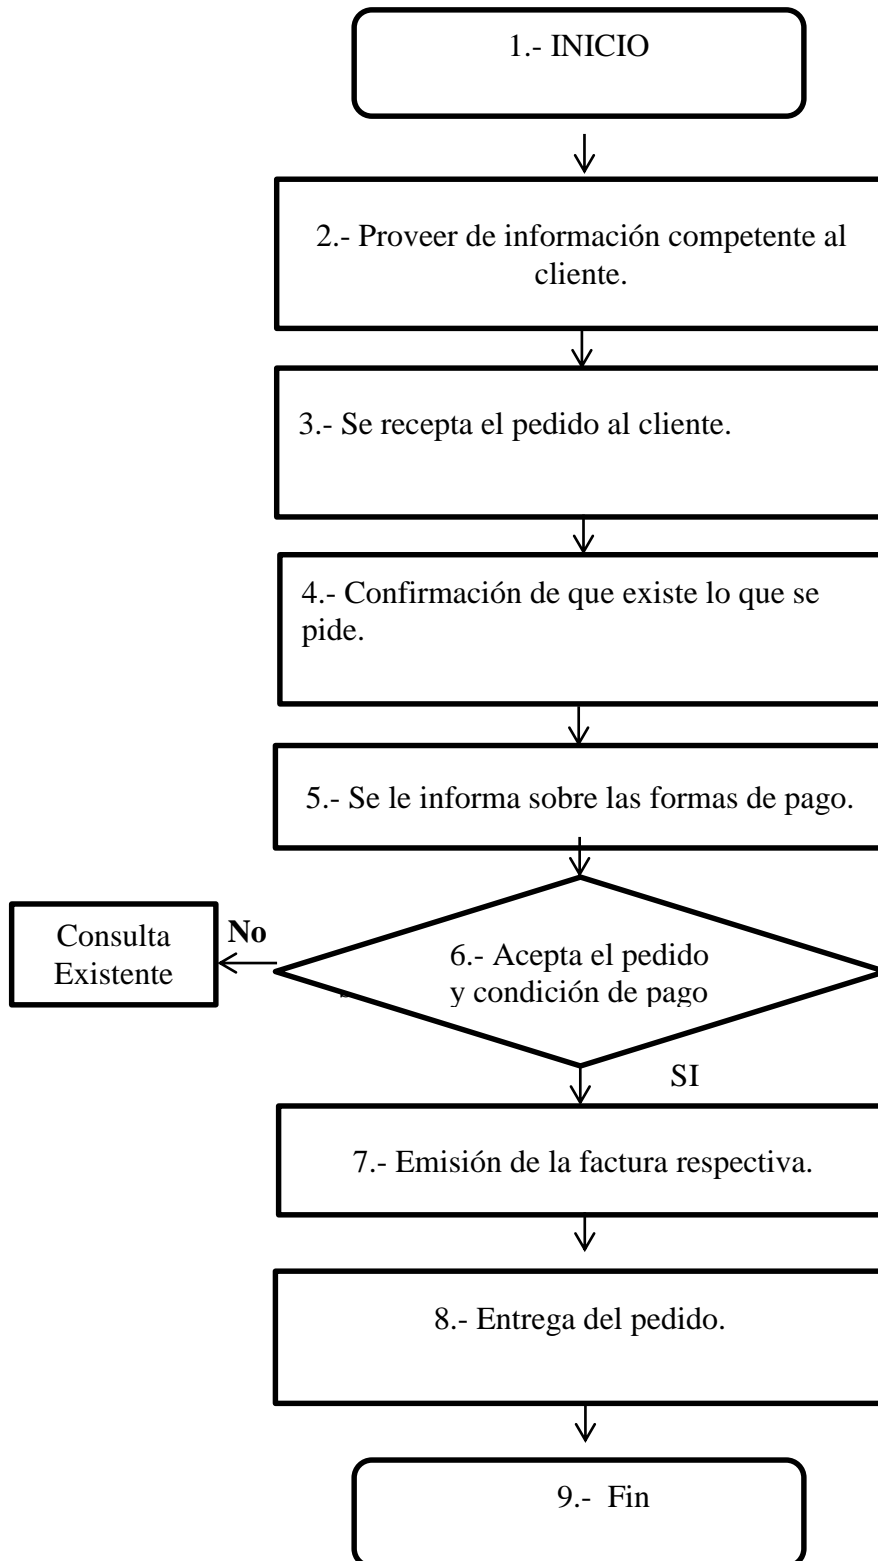 1.- INICIO
2.- Proveer de información competente al
cliente.
3.- Se recepta el pedido al cliente.
4.- Confirmación de que existe lo que se
pide.
5.- Se le informa sobre las formas de pago.
Consulta
Existente
No
6.- Acepta el pedido
y condición de pago
SI
7.- Emisión de la factura respectiva.
8.- Entrega del pedido.
9.- Fin